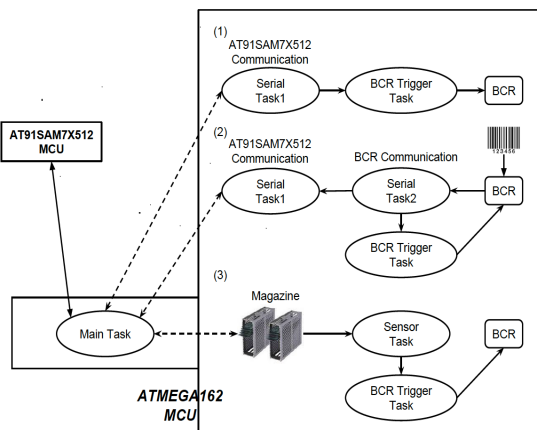 (1)
AT91SAM7X512
Communication
Serial
Task1
BCR Trigger
Task
BCR
(2)
AT91SAM7X512
Communication
BCR Communication
123456
Serial
Task1
Serial
Task2
BCR
BCR Trigger
Task
AT91SAM7X512
MCU
(3)
Magazine
Main Task
Sensor
Task
BCR
BCR Trigger
Task
ATMEGA162
MCU